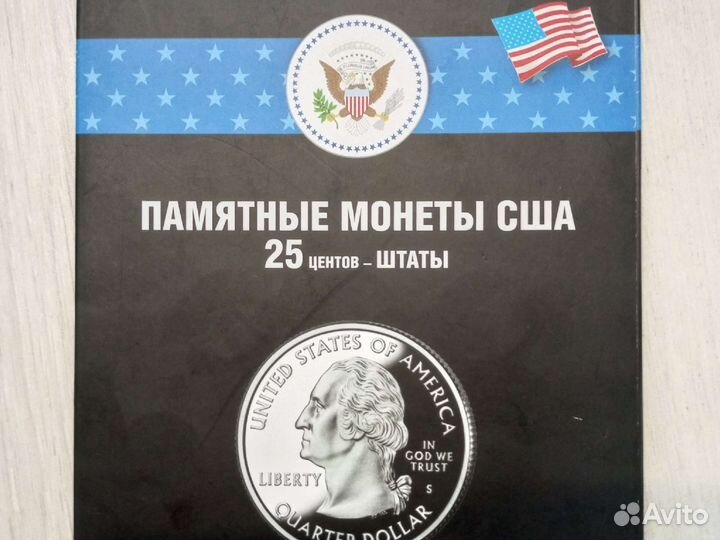 ПАМЯТНЫЕ МОНЕТЫ США
25 ЦЕНТОВ – ШТАТЫ
UNITED STATES OF AMERICA
IN
GOD WE
TRUST
LIBERTY
S
QUARTER DOLLAR
Avito